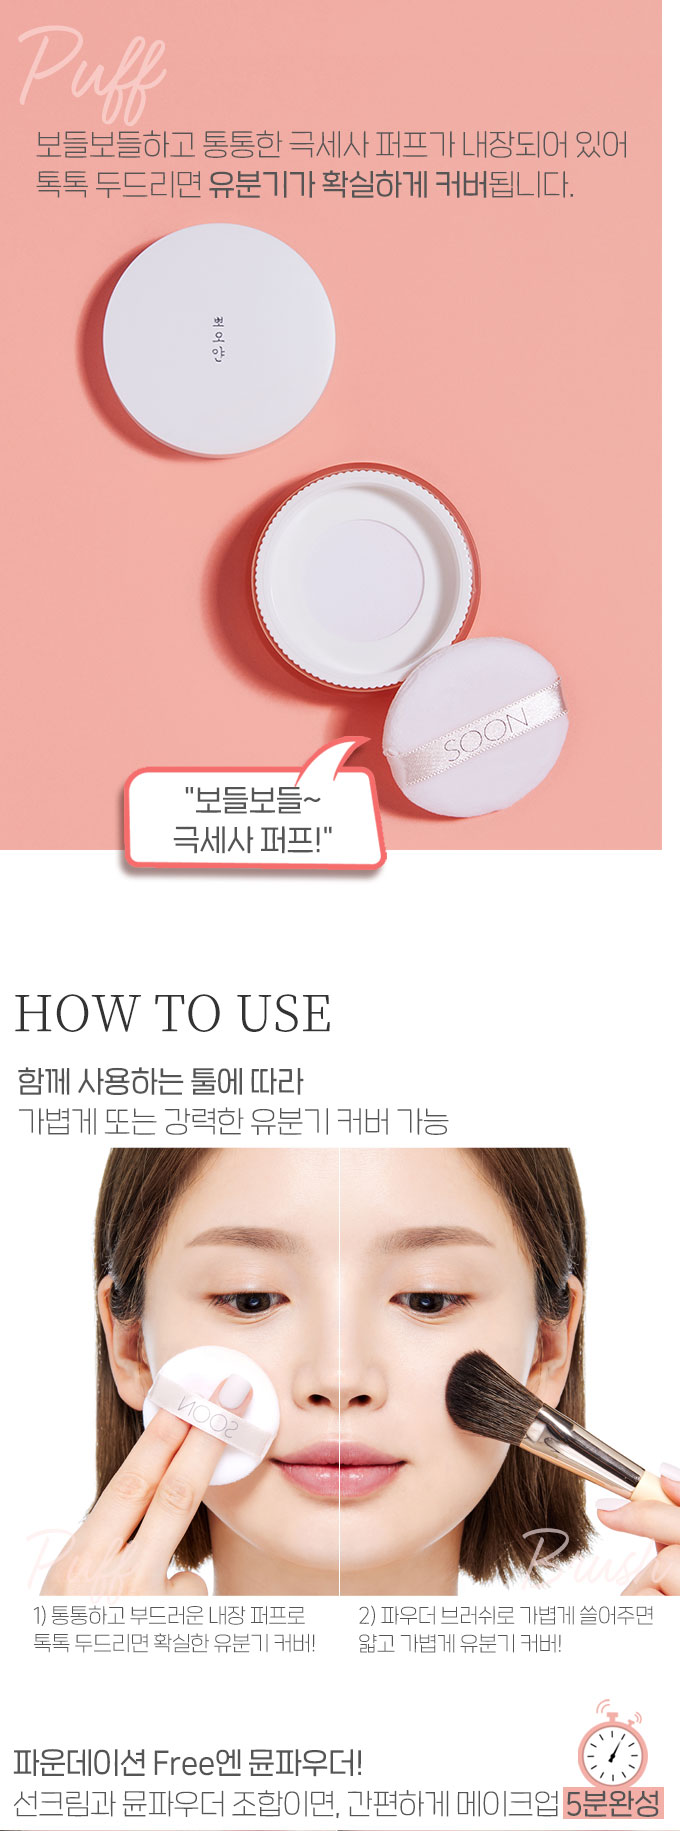 Puff
보들보들하고 통통한 극세사 퍼프가 내장되어 있어
톡톡 두드리면 유분기가 확실하게 커버됩니다.
뽀오얀
SOON
"보들보들~
극세사 퍼프!"
HOW TO USE
함께 사용하는 툴에 따라
가볍게 또는 강력한 유분기 커버 가능
SOON
Puff
Brush
1) 통통하고 부드러운 내장 퍼프로
톡톡 두드리면 확실한 유분기 커버!
2) 파우더 브러쉬로 가볍게 쓸어주면
얇고 가볍게 유분기 커버!
파운데이션 Free엔 뮨파우더!
선크림과 뮨파우더 조합이면, 간편하게 메이크업 5분완성